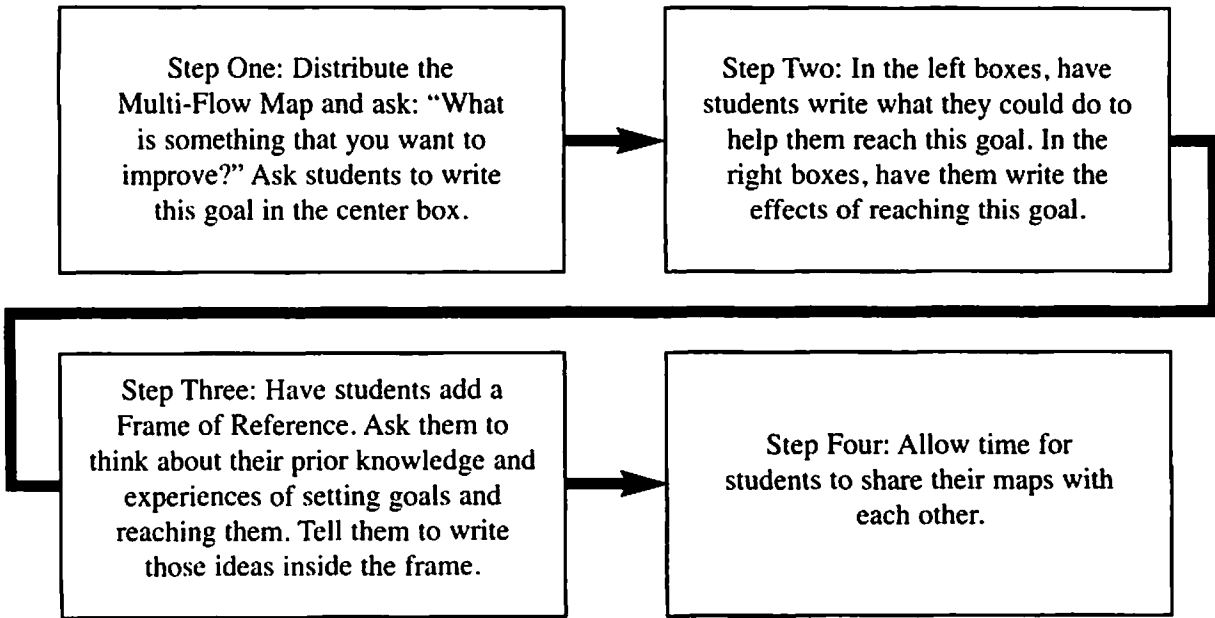 Step One: Distribute the
Multi-Flow Map and ask: “What
is something that you want to
improve?” Ask students to write
this goal in the center box.
Step Two: In the left boxes, have
students write what they could do to
help them reach this goal. In the
right boxes, have them write the
effects of reaching this goal.
Step Three: Have students add a
Frame of Reference. Ask them to
think about their prior knowledge and
experiences of setting goals and
reaching them. Tell them to write
those ideas inside the frame.
Step Four: Allow time for
students to share their maps with
each other.